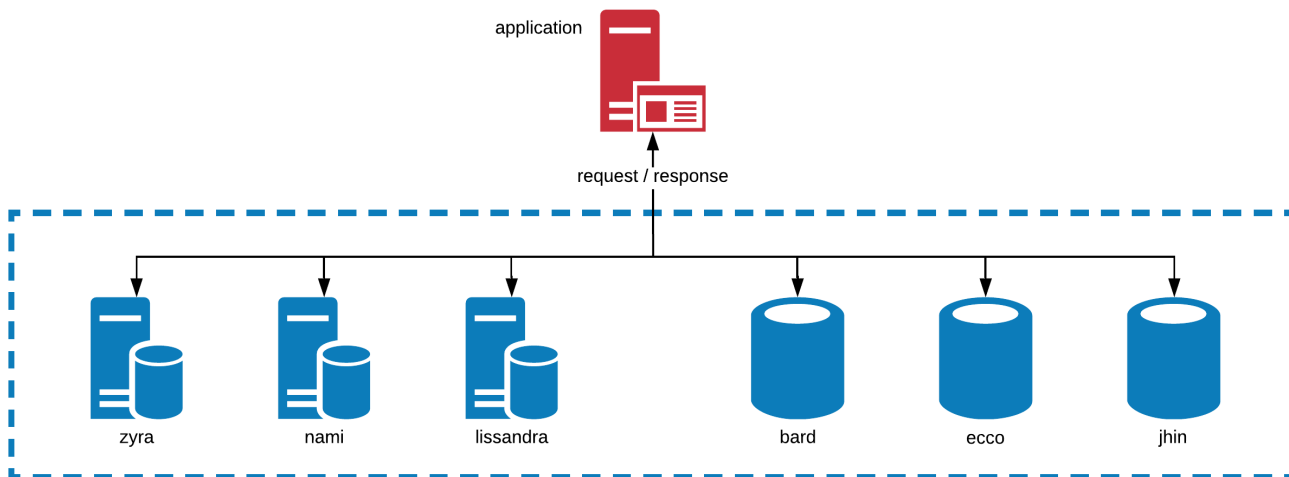 application
request / response
zyra
nami
lissandra
bard
ecco
jhin